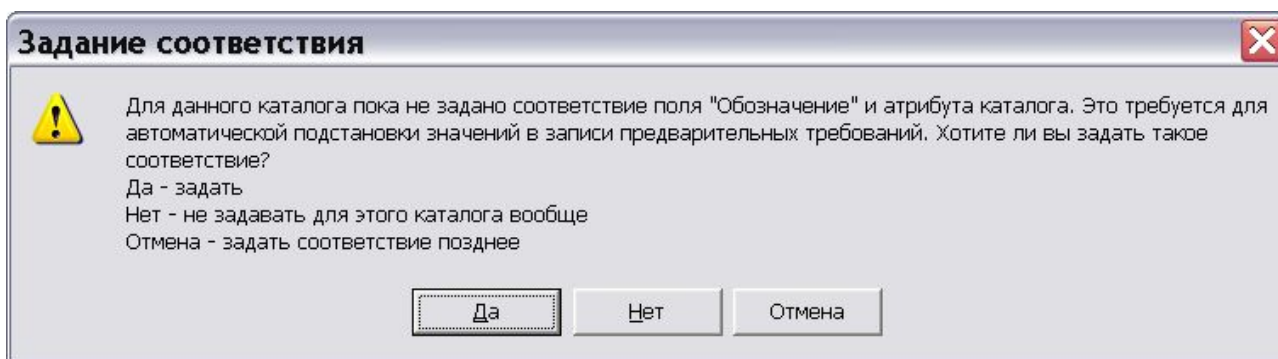 Задание соответствия
Для данного каталога пока не задано соответствие поля "Обозначение" и атрибута каталога. Это требуется для
автоматической подстановки значений в записи предварительных требований. Хотите ли вы задать такое
соответствие?
Да - задать
Нет - не задавать для этого каталога вообще
Отмена - задать соответствие позднее
Да Нет Отмена